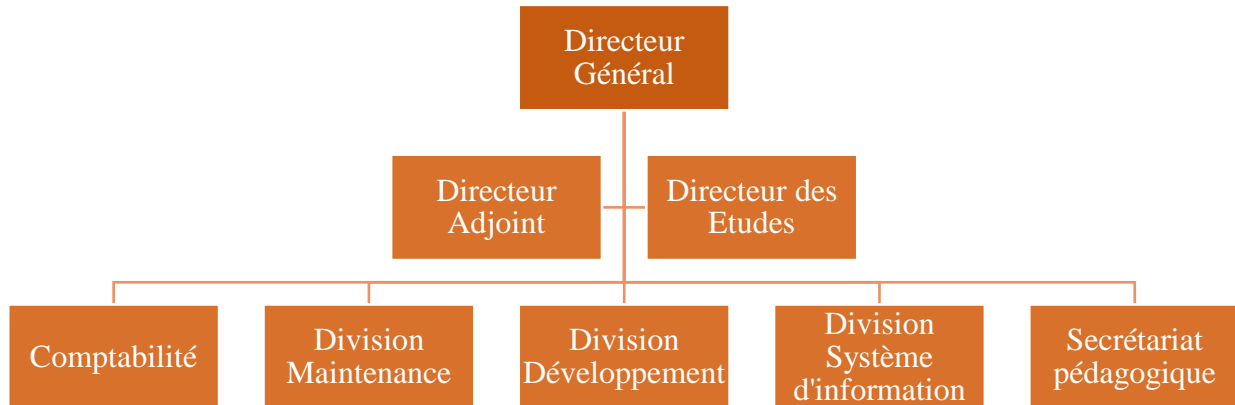 Directeur
Général
Directeur
Adjoint
Directeur des
Etudes
Comptabilité
Division
Maintenance
Division
Développement
Division
Système
d'information
Secrétariat
pédagogique